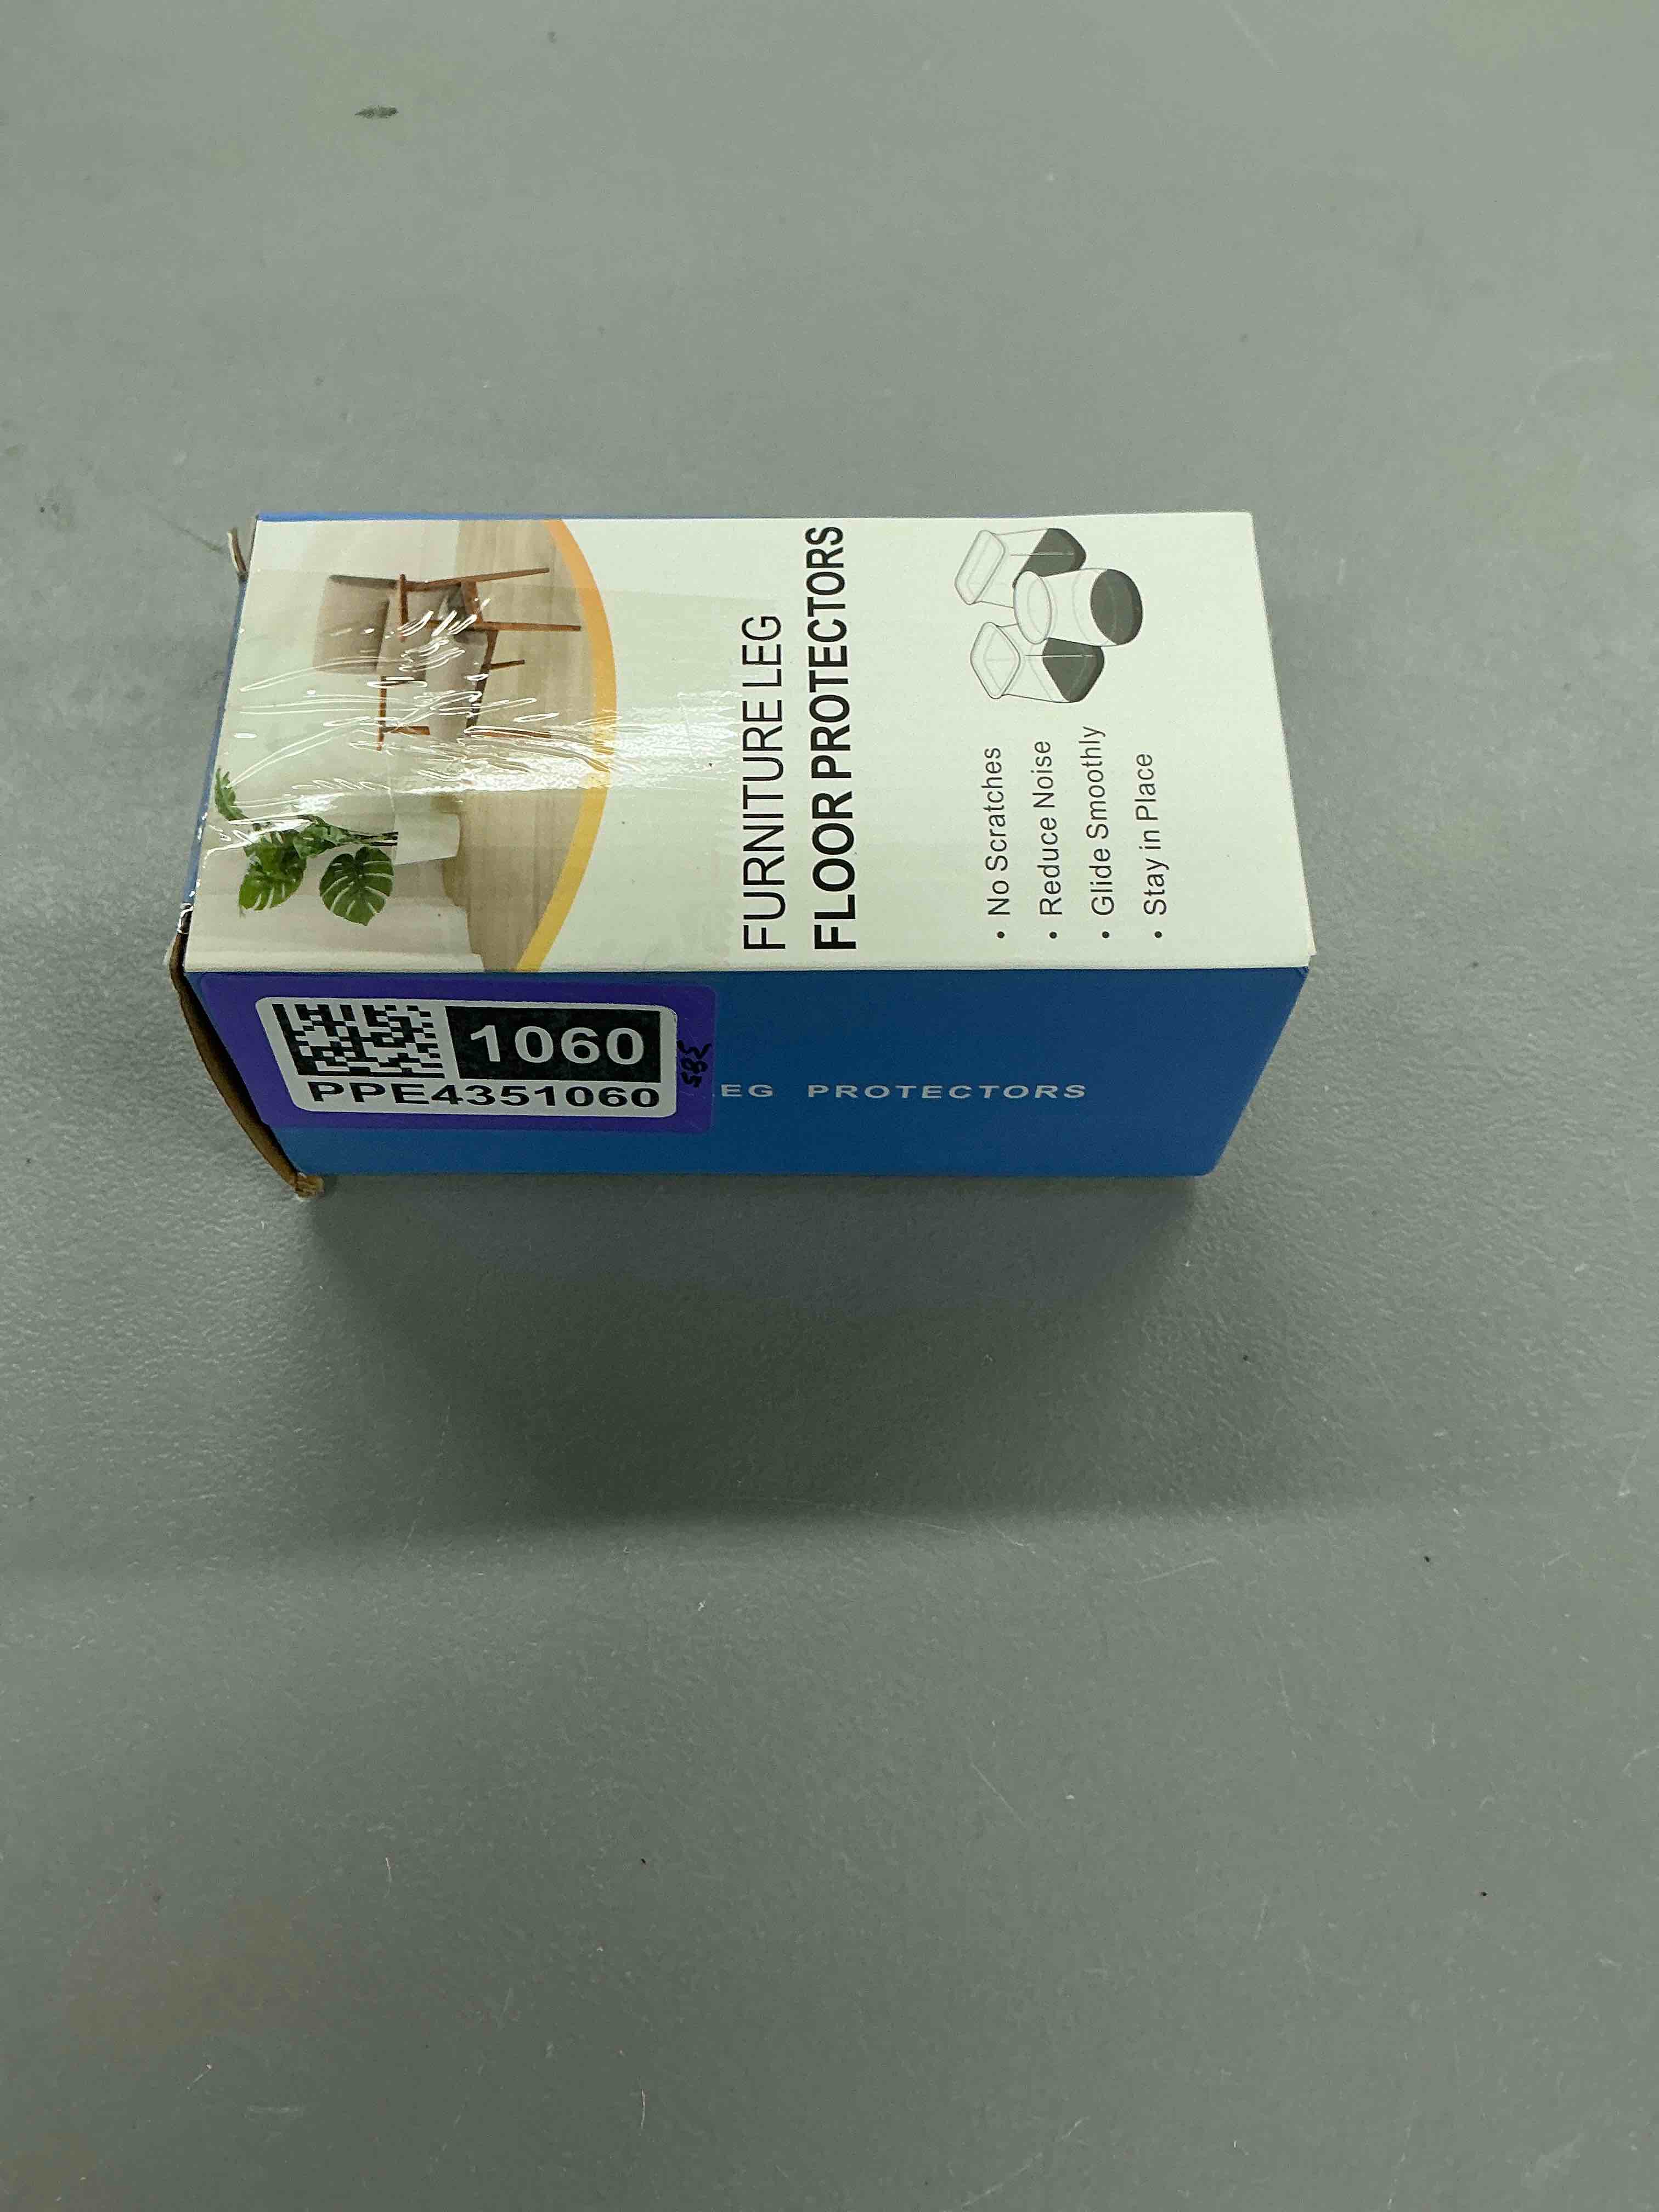 FURNITURE LEG
FLOOR PROTECTORS
• No Scratches
• Reduce Noise
• Glide Smoothly
• Stay in Place
1060
PPE4351060
EG PROTECTORS